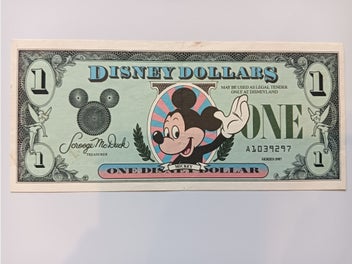 1 DISNEY DOLLARS 1
MAY BE USED AS LEGAL TENDER
ONLY AT DISNEYLAND
ONE
Scrooge McDuck
TREASURER
A1039297
SERIES 1997
1 MICKEY 1
ONE DISNEY DOLLAR